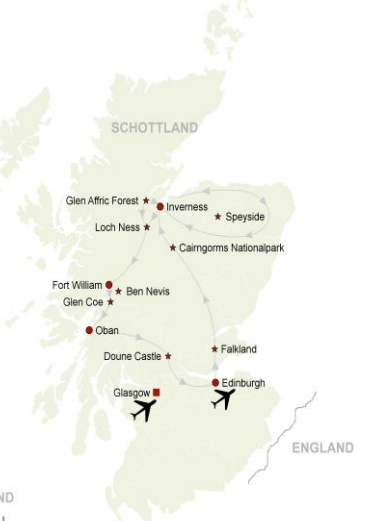 SCHOTTLAND
Glen Affric Forest
Inverness
Speyside
Loch Ness
Cairngorms Nationalpark
Fort William
Ben Nevis
Glen Coe
Oban
Doune Castle
Falkland
Edinburgh
Glasgow
ENGLAND
ND